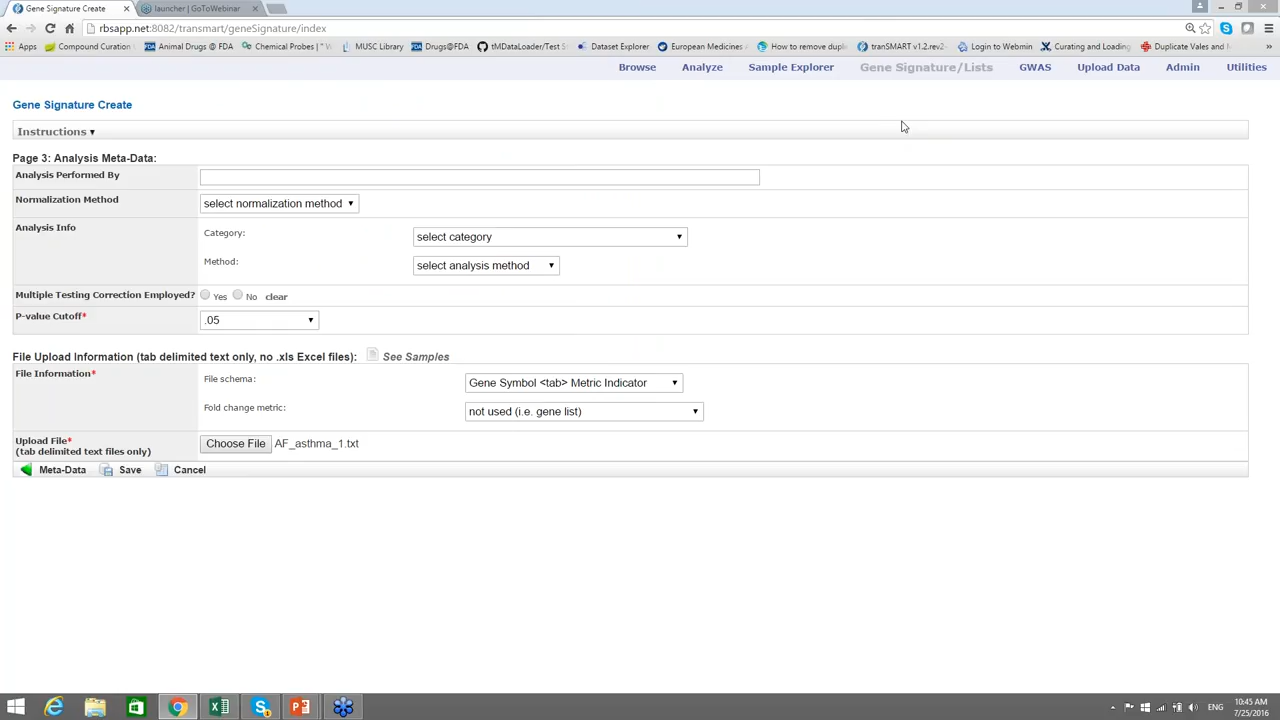 Gene Signature Create
launcher | GoToWebinar
rbsapp.net:8082/transmart/geneSignature/index
Apps Compound Curation Animal Drugs @ FDA Chemical Probes | MUSC Library Drugs@FDA tMDataLoader/Test S Dataset Explorer European Medicines How to remove dupl tranSMART v1.2.rev2 Login to Webmin Curating and Loading Duplicate Vales and M »
Browse Analyze Sample Explorer Gene Signature/Lists GWAS Upload Data Admin Utilities
Gene Signature Create
Instructions ▾
Page 3: Analysis Meta-Data:
Analysis Performed By
Normalization Method select normalization method
Analysis Info Category: select category
Method: select analysis method
Multiple Testing Correction Employed? Yes No clear
P-value Cutoff* .05
File Upload Information (tab delimited text only, no .xls Excel files): See Samples
File Information* File schema: Gene Symbol <tab> Metric Indicator
Fold change metric: not used (i.e. gene list)
Upload File* Choose File AF_asthma_1.txt
(tab delimited text files only)
Meta-Data Save Cancel
ENG
10:45 AM
7/25/2016